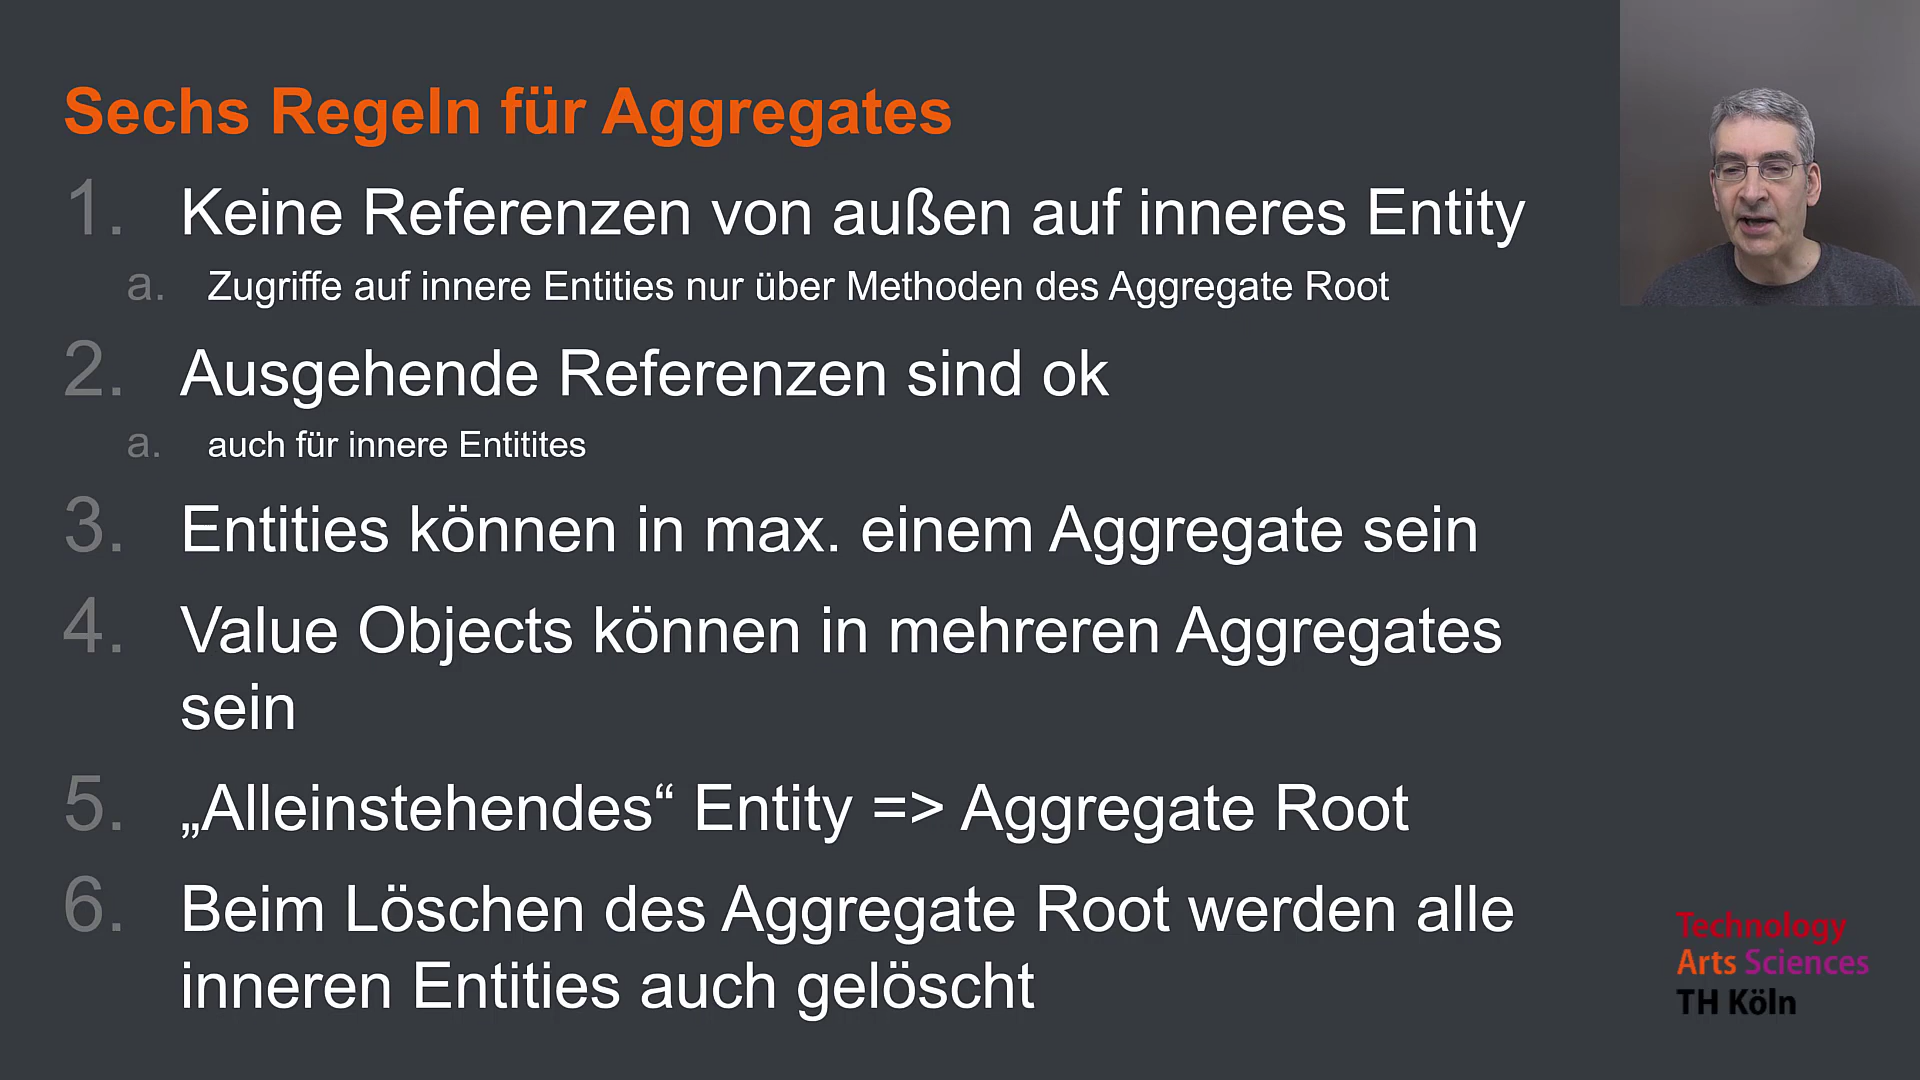 Sechs Regeln für Aggregates
1. Keine Referenzen von außen auf inneres Entity
a. Zugriffe auf innere Entities nur über Methoden des Aggregate Root
2. Ausgehende Referenzen sind ok
a. auch für innere Entitites
3. Entities können in max. einem Aggregate sein
4. Value Objects können in mehreren Aggregates
sein
5. „Alleinstehendes“ Entity => Aggregate Root
6. Beim Löschen des Aggregate Root werden alle
inneren Entities auch gelöscht
Technology
Arts Sciences
TH Köln